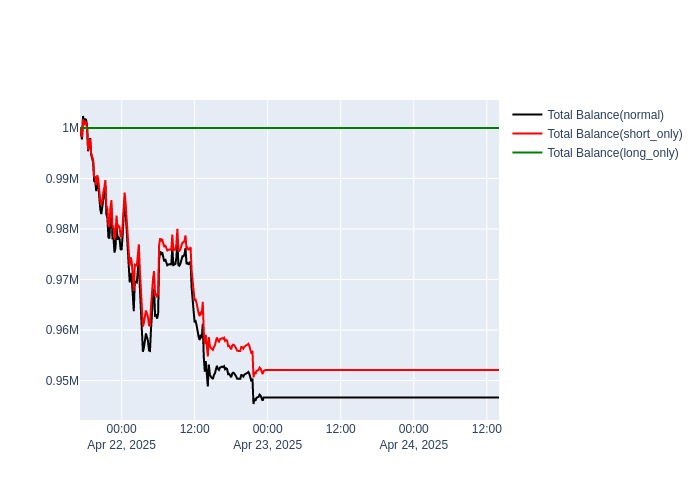 Total Balance(normal)
Total Balance(short_only)
Total Balance(long_only)
1M
0.99M
0.98M
0.97M
0.96M
0.95M
00:00 12:00 00:00 12:00 00:00 12:00
Apr 22, 2025 Apr 23, 2025 Apr 24, 2025